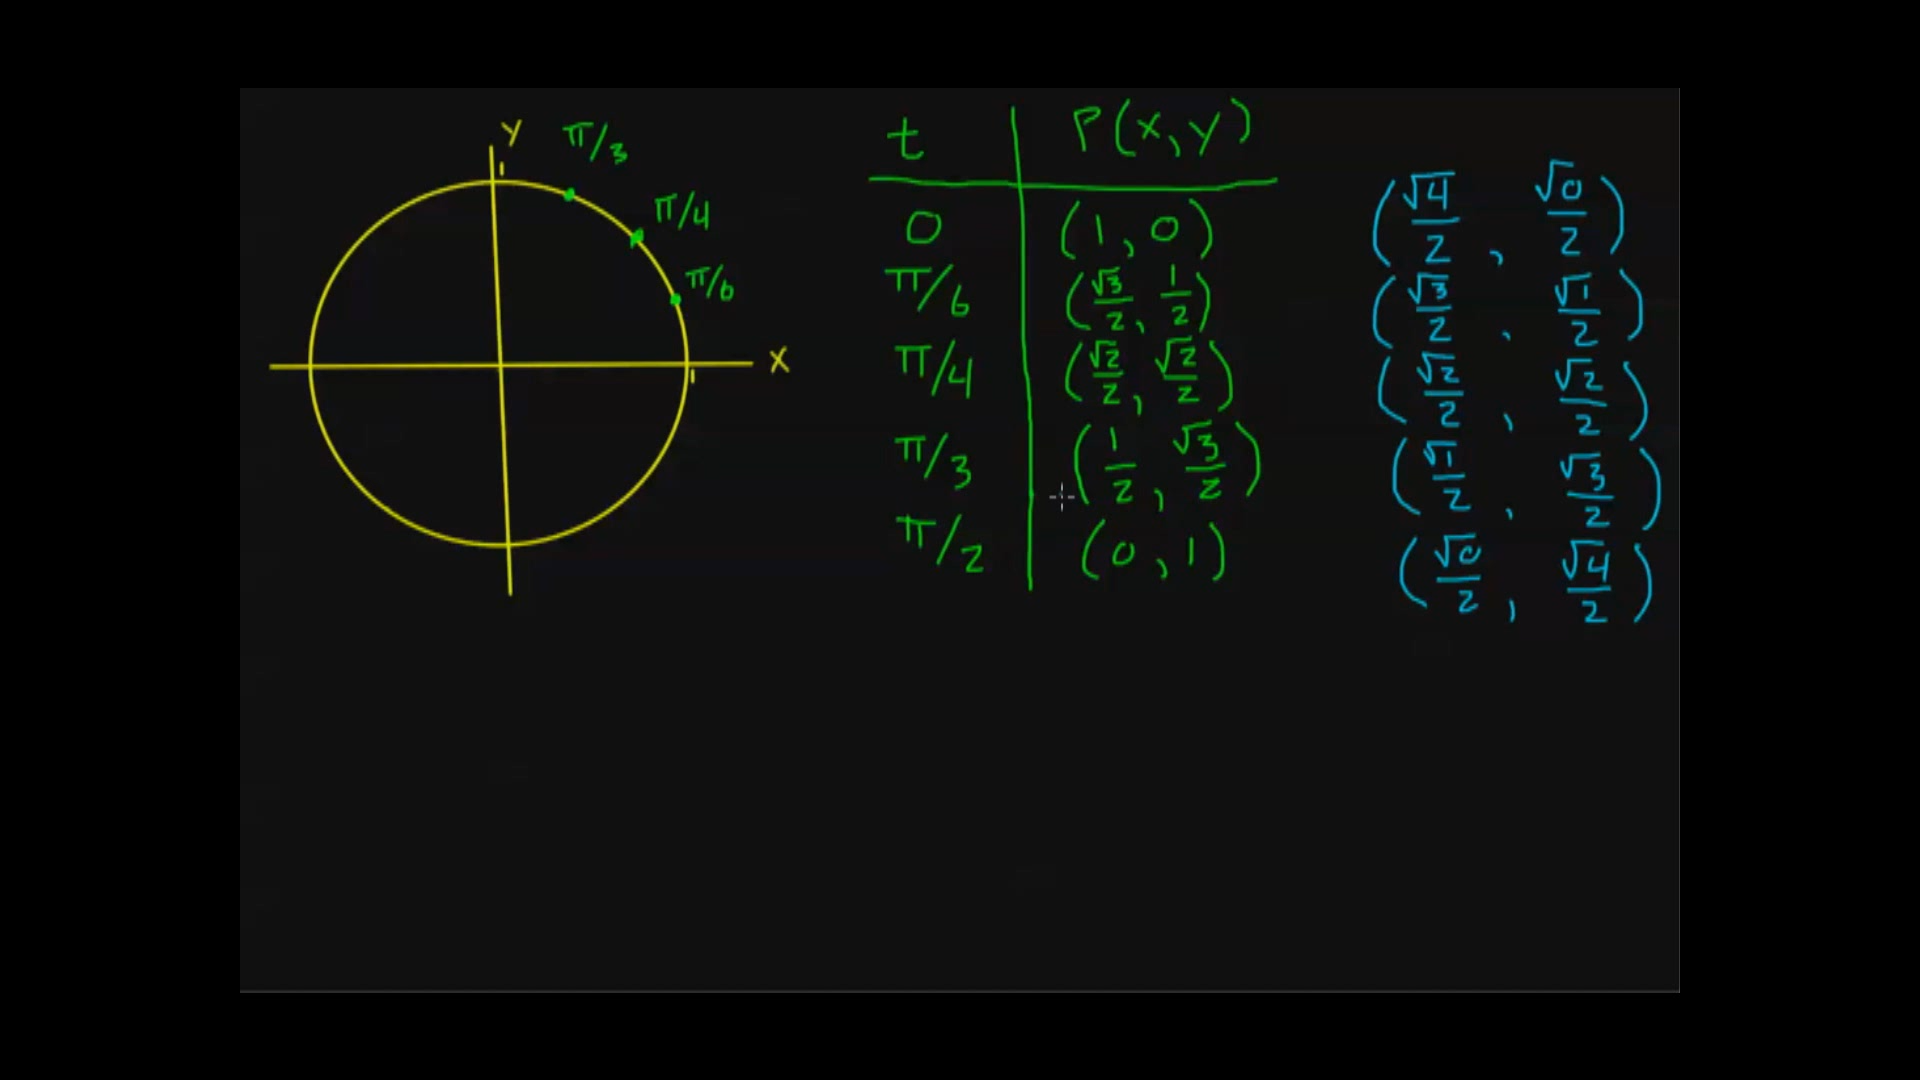 y
1
π/3
π/4
π/6
x
1
t P(x,y)
0 (1, 0)
π/6 (√3/2, 1/2)
π/4 (√2/2, √2/2)
π/3 (1/2, √3/2)
π/2 (0, 1)
(√4/2, √0/2)
(√3/2, √1/2)
(√2/2, √2/2)
(√1/2, √3/2)
(√0/2, √4/2)